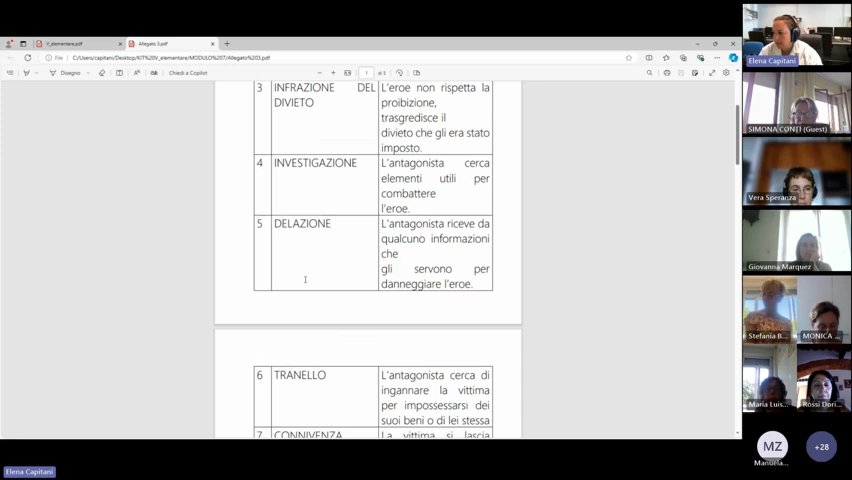 V_elementare.pdf
Allegato 3.pdf
C:/Users/capitani/Desktop/KIT%20V_elementare/MODULO%207/Allegato%203.pdf
Disegno
Chiedi a Copilot
1
di 3
3 INFRAZIONE DEL DIVIETO
L'eroe non rispetta la
proibizione,
trasgredisce il
divieto che gli era stato
imposto.
4 INVESTIGAZIONE
L'antagonista cerca
elementi utili per
combattere
l'eroe.
5 DELAZIONE
L'antagonista riceve da
qualcuno informazioni
che
gli servono per
danneggiare l'eroe.
6 TRANELLO
L'antagonista cerca di
ingannare la vittima
per impossessarsi dei
suoi beni o di lei stessa
7 CONNIVENZA
La vittima si lascia
Elena Capitani
SIMONA CONTI (Guest)
Vera Speranza
Giovanna Marquez
Stefania B...
MONICA
Maria Luis...
Rossi Dori...
MZ
Manuela...
+28
Elena Capitani